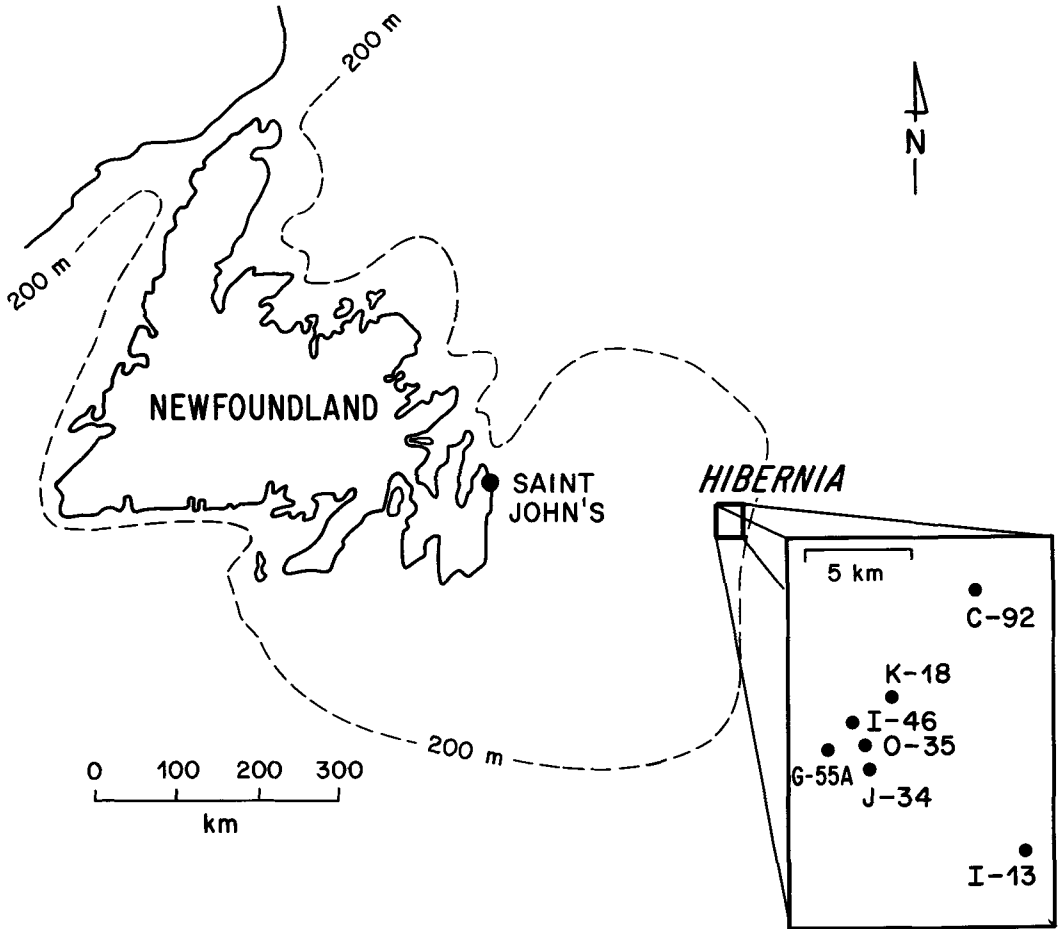 200 m
N
200 m
NEWFOUNDLAND
HIBERNIA
SAINT
JOHN'S
5 km
C-92
K-18
I-46
O-35
G-55A
J-34
200 m
0 100 200 300
km
I-13